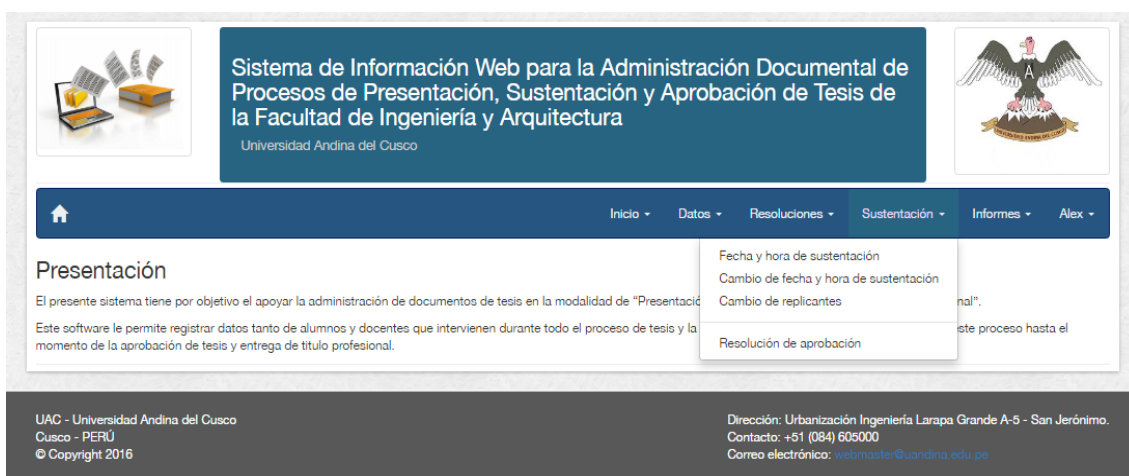 Sistema de Información Web para la Administración Documental de
Procesos de Presentación, Sustentación y Aprobación de Tesis de
la Facultad de Ingeniería y Arquitectura
Universidad Andina del Cusco
A
UNIVERSIDAD ANDINA DEL CUSCO
Inicio Datos Resoluciones Sustentación Informes Alex
Fecha y hora de sustentación
Cambio de fecha y hora de sustentación
Cambio de replicantes
Resolución de aprobación
Presentación
El presente sistema tiene por objetivo el apoyar la administración de documentos de tesis en la modalidad de "Presentació nal".
Este software le permite registrar datos tanto de alumnos y docentes que intervienen durante todo el proceso de tesis y la ste proceso hasta el
momento de la aprobación de tesis y entrega de titulo profesional.
UAC - Universidad Andina del Cusco
Cusco - PERÚ
© Copyright 2016
Dirección: Urbanización Ingeniería Larapa Grande A-5 - San Jerónimo.
Contacto: +51 (084) 605000
Correo electrónico: webmaster@uandina.edu.pe